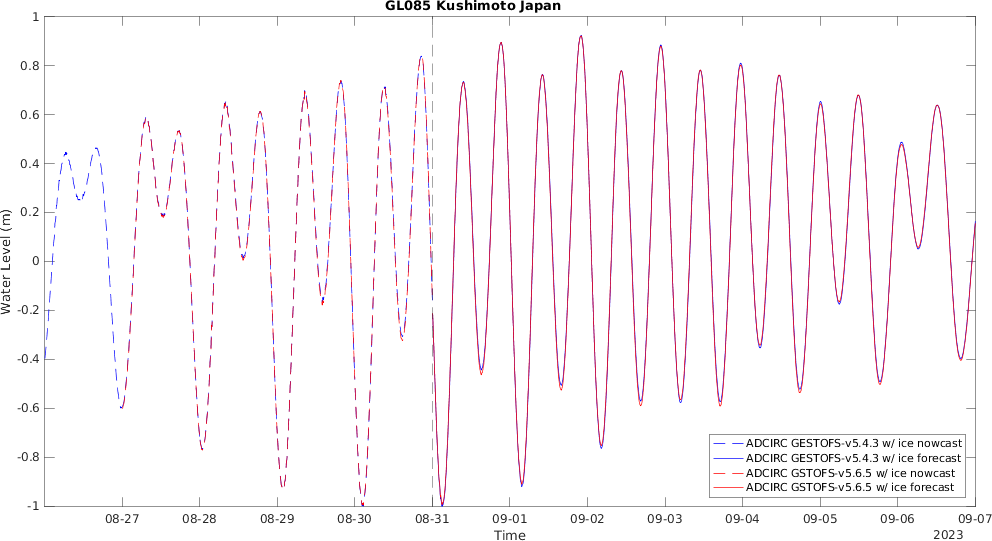 GL085 Kushimoto Japan
1
0.8
0.6
0.4
0.2
0
-0.2
-0.4
-0.6
-0.8
-1
Water Level (m)
08-27 08-28 08-29 08-30 08-31 09-01 09-02 09-03 09-04 09-05 09-06 09-07
Time
2023
ADCIRC GESTOFS-v5.4.3 w/ ice nowcast
ADCIRC GESTOFS-v5.4.3 w/ ice forecast
ADCIRC GSTOFS-v5.6.5 w/ ice nowcast
ADCIRC GSTOFS-v5.6.5 w/ ice forecast